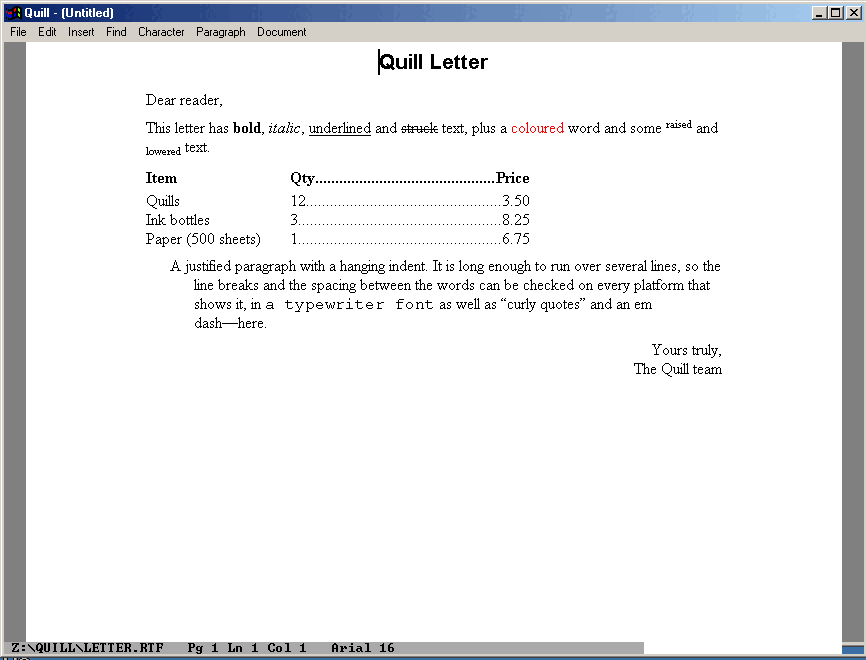 Quill - (Untitled)
File Edit Insert Find Character Paragraph Document
Quill Letter
Dear reader,
This letter has bold, italic, underlined and struck text, plus a coloured word and some raised and
lowered text.
Item Qty.............................................Price
Quills 12.................................................3.50
Ink bottles 3...................................................8.25
Paper (500 sheets) 1...................................................6.75
A justified paragraph with a hanging indent. It is long enough to run over several lines, so the
line breaks and the spacing between the words can be checked on every platform that
shows it, in a typewriter font as well as “curly quotes” and an em
dash—here.
Yours truly,
The Quill team
Z:\QUILL\LETTER.RTF Pg 1 Ln 1 Col 1 Arial 16